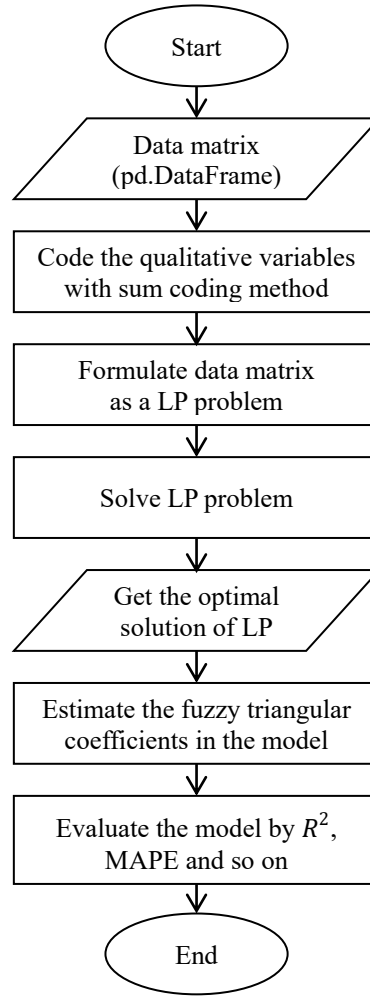 Start
Data matrix
(pd.DataFrame)
Code the qualitative variables
with sum coding method
Formulate data matrix
as a LP problem
Solve LP problem
Get the optimal
solution of LP
Estimate the fuzzy triangular
coefficients in the model
Evaluate the model by R²,
MAPE and so on
End